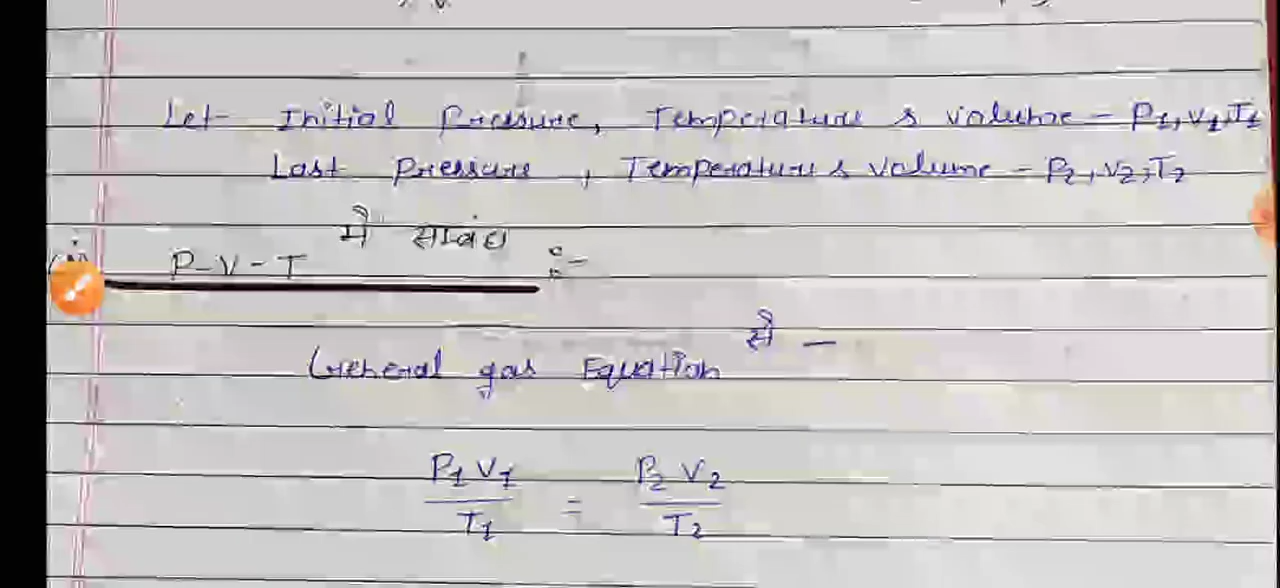 Let Initial Pressure, Temperature & volume - P1, V1, T1
Last Pressure, Temperature & volume - P2, V2, T2
P-V-T में सम्बंध :-
General gas Equation से -
P1 V1 / T1 = P2 V2 / T2